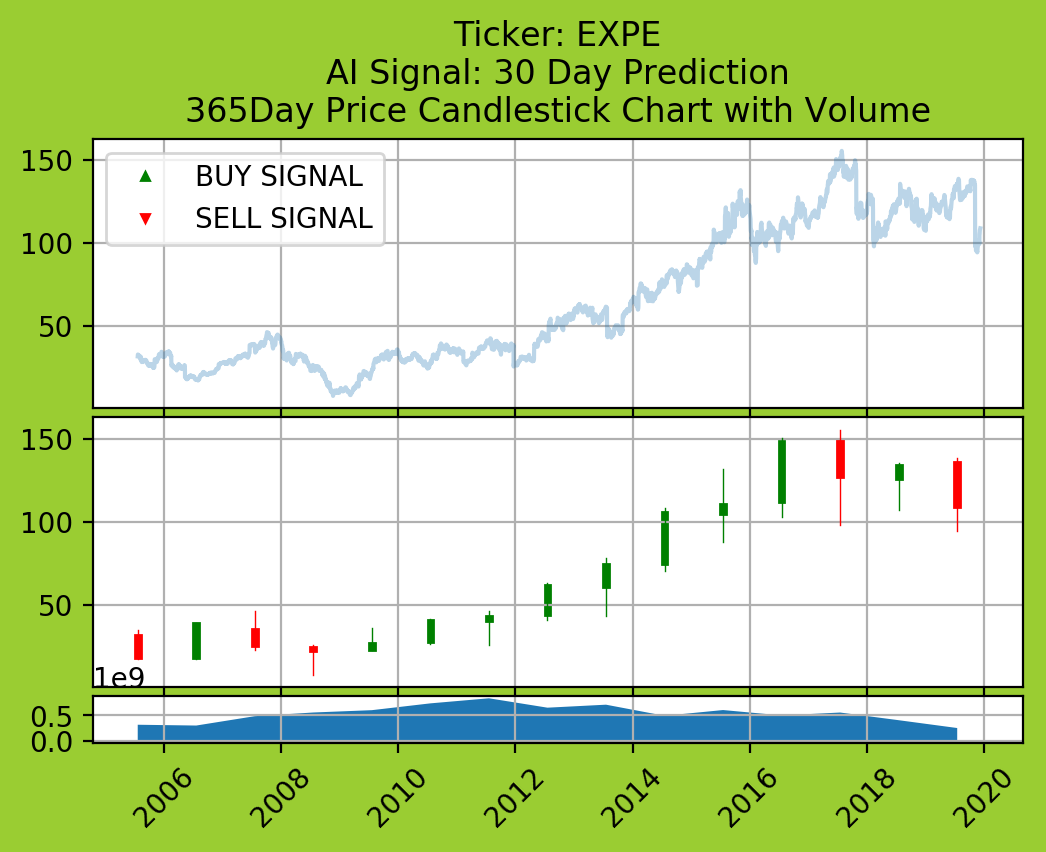 Ticker: EXPE
AI Signal: 30 Day Prediction
365Day Price Candlestick Chart with Volume
150
100
50
BUY SIGNAL
SELL SIGNAL
150
100
50
1e9
0.5
0.0
2006 2008 2010 2012 2014 2016 2018 2020